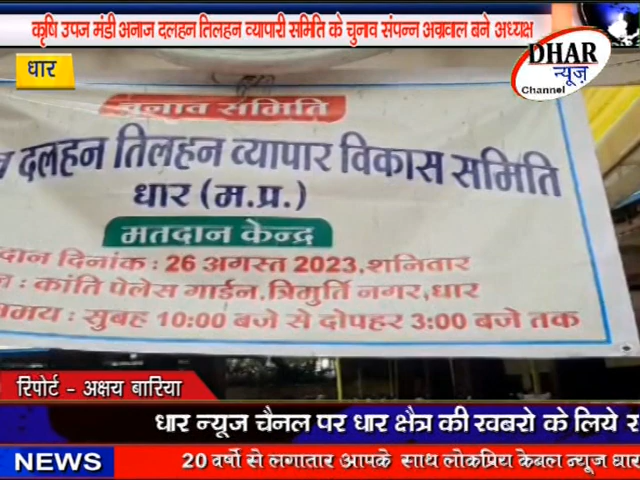 कृषि उपज मंडी अनाज दलहन तिलहन व्यापारी समिति के चुनाव संपन्न अग्रवाल बने अध्यक्ष
धार
DHAR
न्यूज़
Channel
चुनाव समिति
दलहन तिलहन व्यापार विकास समिति
धार (म.प्र.)
मतदान केन्द्र
दिनांक : 26 अगस्त 2023,शनिवार
: कांति पेलेस गार्डन,त्रिमुर्ति नगर,धार
: सुबह 10:00 बजे से दोपहर 3:00 बजे तक
रिपोर्ट - अक्षय बारिया
धार न्यूज चैनल पर धार क्षैत्र की खबरो के लिये
NEWS
20 वर्षो से लगातार आपके साथ लोकप्रिय केबल न्यूज धार